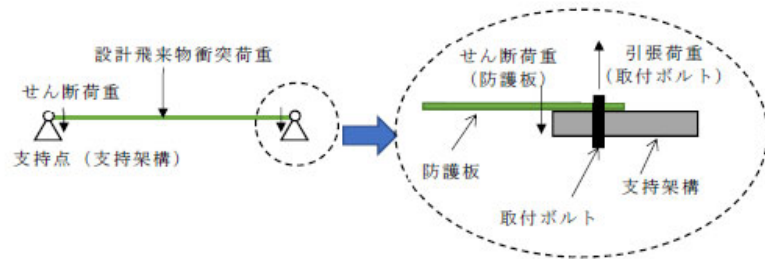 設計飛来物衝突荷重
せん断荷重
支持点（支持架構）
せん断荷重
（防護板）
引張荷重
（取付ボルト）
防護板
取付ボルト
支持架構